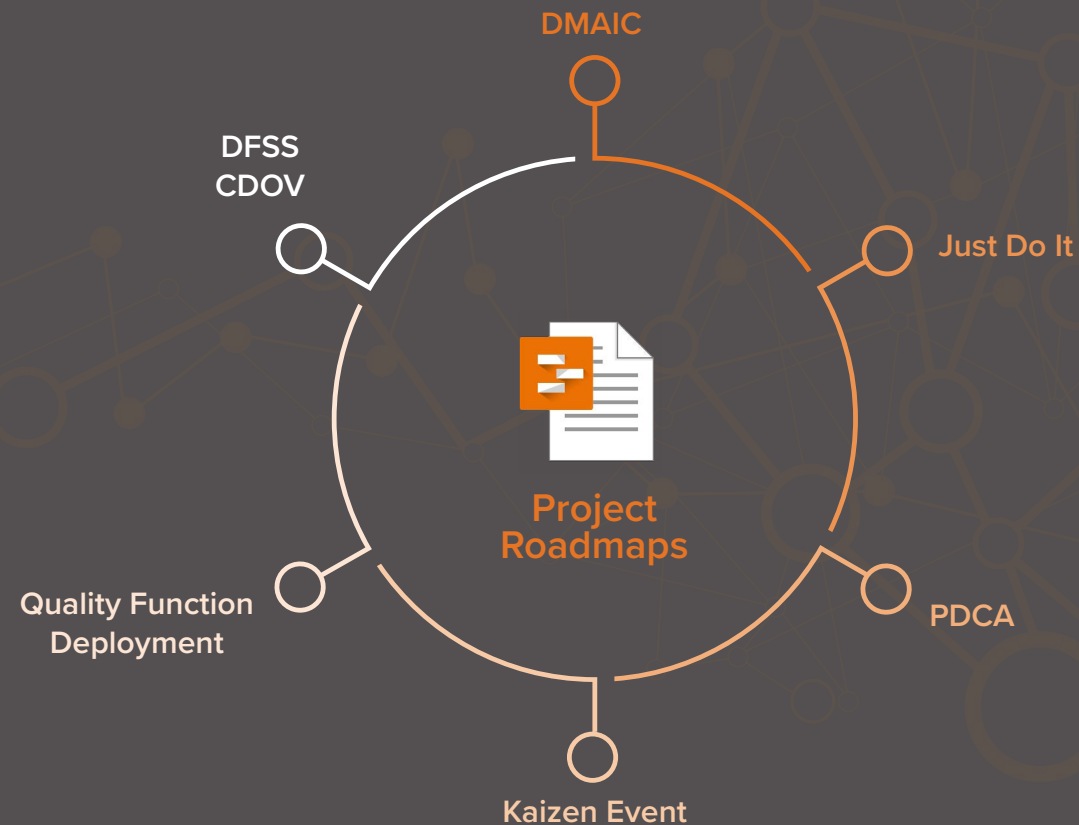 DMAIC
DFSS
CDOV
Just Do It
Project
Roadmaps
Quality Function
Deployment
PDCA
Kaizen Event